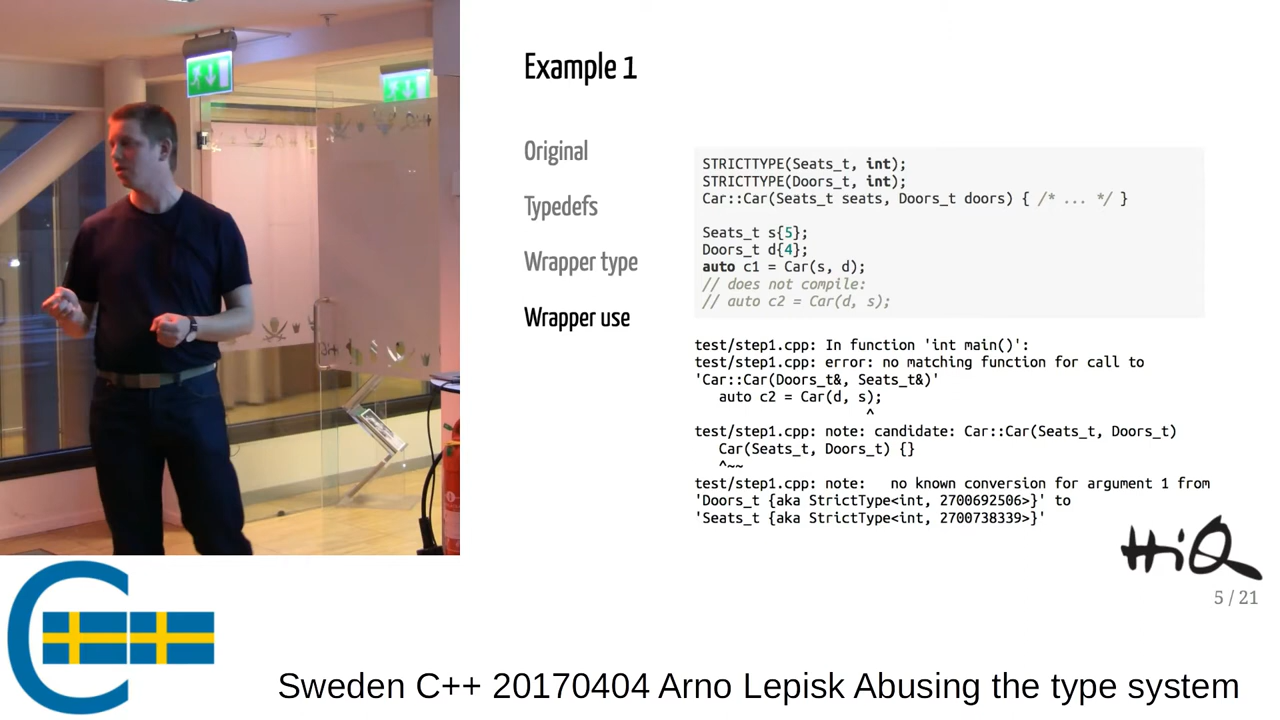 Example 1
Original
Typedefs
Wrapper type
Wrapper use
STRICTTYPE(Seats_t, int);
STRICTTYPE(Doors_t, int);
Car::Car(Seats_t seats, Doors_t doors) { /* ... */ }
Seats_t s{5};
Doors_t d{4};
auto c1 = Car(s, d);
// does not compile:
// auto c2 = Car(d, s);
test/step1.cpp: In function 'int main()':
test/step1.cpp: error: no matching function for call to
'Car::Car(Doors_t&, Seats_t&)'
auto c2 = Car(d, s);
^
test/step1.cpp: note: candidate: Car::Car(Seats_t, Doors_t)
Car(Seats_t, Doors_t) {}
^~~
test/step1.cpp: note:   no known conversion for argument 1 from
'Doors_t {aka StrictType<int, 2700692506>}' to
'Seats_t {aka StrictType<int, 2700738339>}'
HiQ
5 / 21
C++
Sweden C++ 20170404 Arno Lepisk Abusing the type system